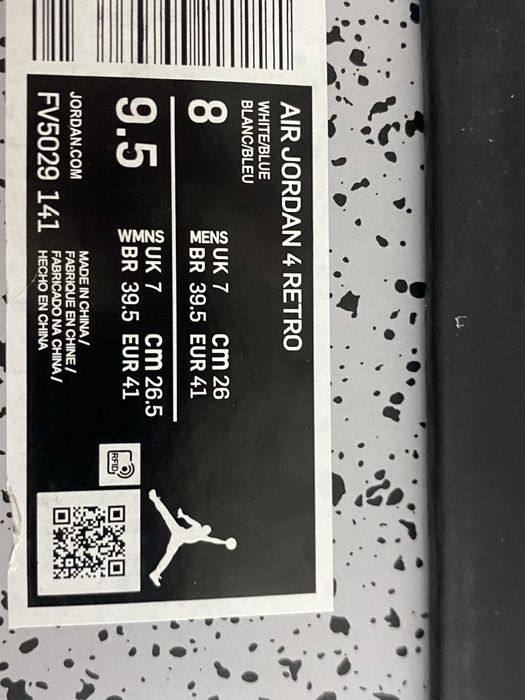 AIR JORDAN 4 RETRO
WHITE/BLUE
BLANC/BLEU
8
MENS UK 7 cm 26
BR 39.5 EUR 41
9.5
WMNS UK 7 cm 26.5
BR 39.5 EUR 41
JORDAN.COM
FV5029 141
MADE IN CHINA /
FABRIQUE EN CHINE /
FABRICADO NA CHINA /
HECHO EN CHINA
RFID